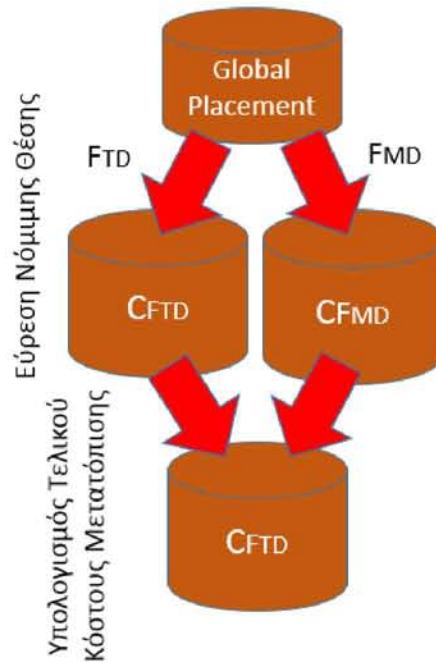 Global
Placement
FTD
FMD
Εύρεση Νόμιμης Θέσης
CFTD
CFMD
Υπολογισμός Τελικού
Κόστους Μετατόπισης
CFTD